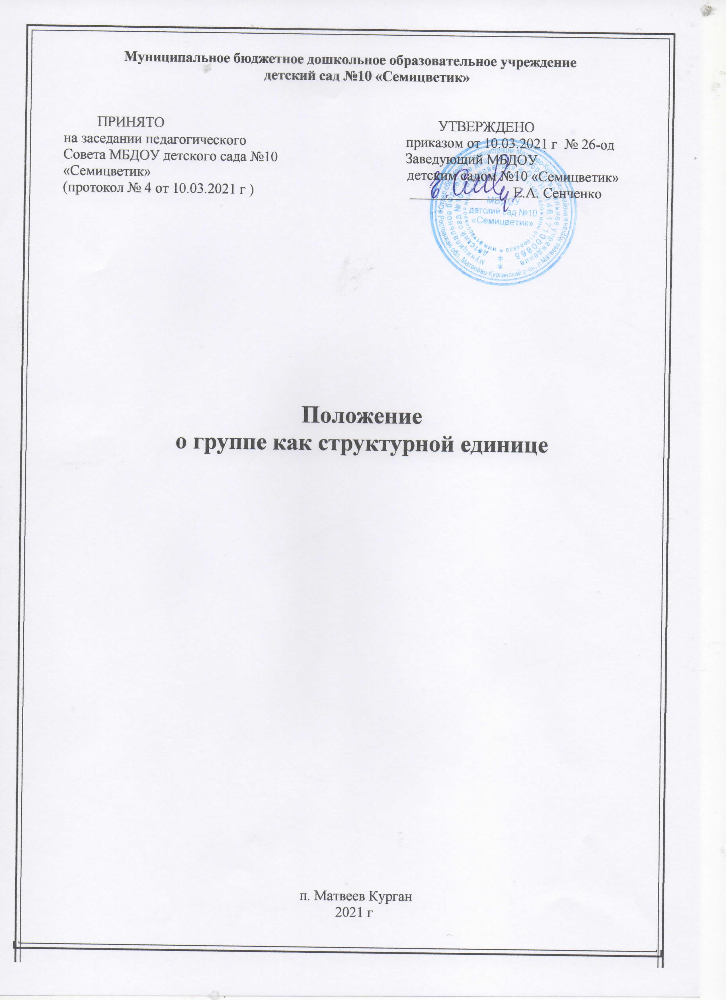 Муниципальное бюджетное дошкольное образовательное учреждение
детский сад №10 «Семицветик»
ПРИНЯТО
на заседании педагогического
Совета МБДОУ детского сада №10
«Семицветик»
(протокол № 4 от 10.03.2021 г )
УТВЕРЖДЕНО
приказом от 10.03.2021 г № 26-од
Заведующий МБДОУ
детским садом №10 «Семицветик»
Е.А. Сенченко
МБДОУ
детский сад №10
«Семицветик»
Положение
о группе как структурной единице
п. Матвеев Курган
2021 г